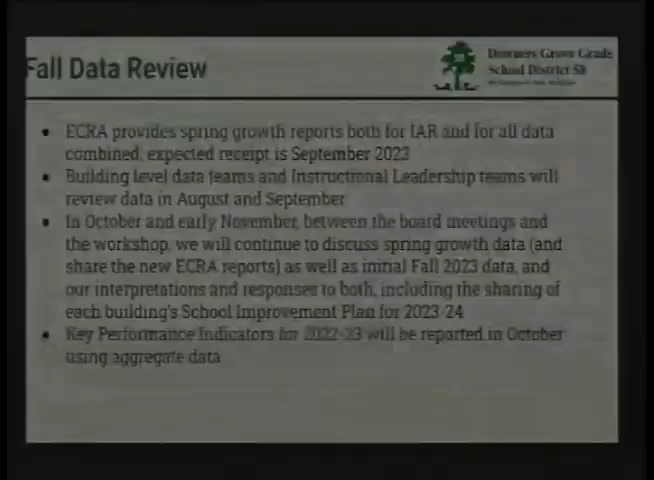 Fall Data Review
Downers Grove Grade
School District 58
• ECRA provides spring growth reports both for IAR and for all data
combined, expected receipt is September 2023
• Building level data teams and Instructional Leadership teams will
review data in August and September
• In October and early November, between the board meetings and
the workshop, we will continue to discuss spring growth data (and
share the new ECRA reports) as well as initial Fall 2023 data, and
our interpretations and responses to both, including the sharing of
each building's School Improvement Plan for 2023-24
• Key Performance Indicators for 2022-23 will be reported in October
using aggregate data